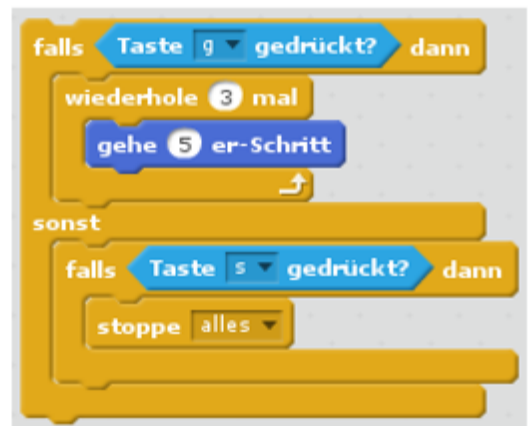 falls Taste g gedrückt? dann
wiederhole 3 mal
gehe 5 er-Schritt
sonst
falls Taste s gedrückt? dann
stoppe alles